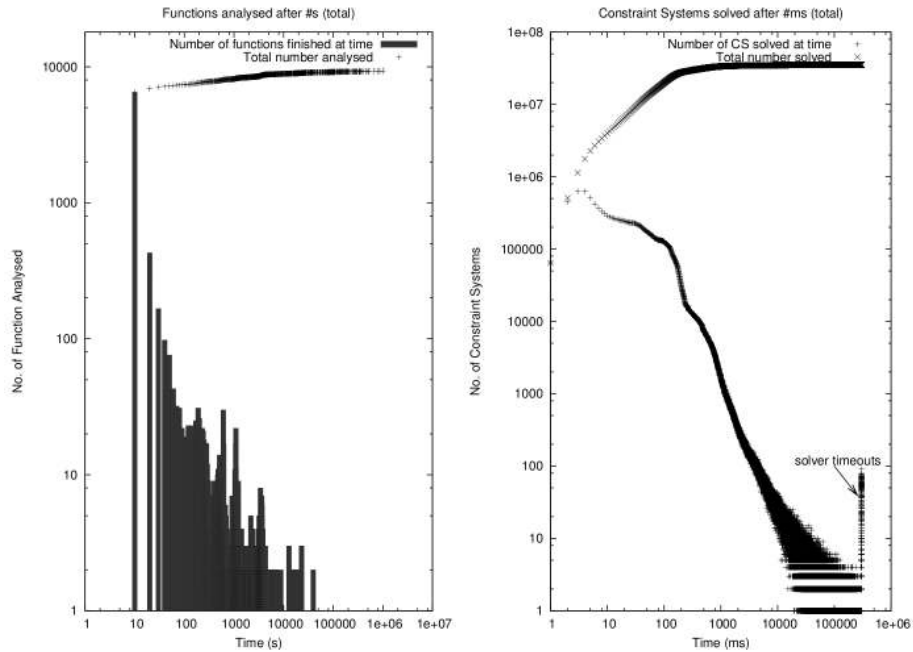 Functions analysed after #s (total)
Number of functions finished at time
Total number analysed
10000
1000
100
10
1
No. of Function Analysed
1 10 100 1000 10000 100000 1e+06 1e+07
Time (s)
Constraint Systems solved after #ms (total)
Number of CS solved at time
Total number solved
1e+08
1e+07
1e+06
100000
10000
1000
100
10
1
No. of Constraint Systems
solver timeouts
1 10 100 1000 10000 100000 1e+06
Time (ms)